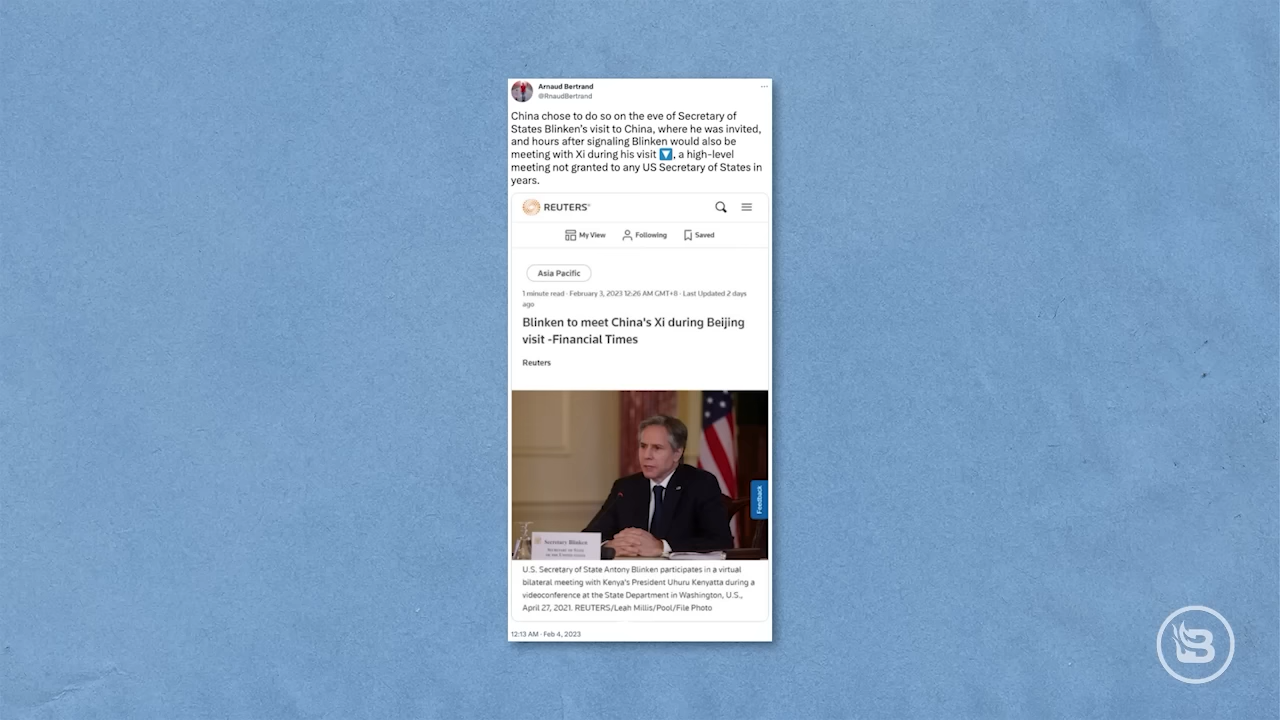 Arnaud Bertrand
@RnaudBertrand
China chose to do so on the eve of Secretary of
States Blinken's visit to China, where he was invited,
and hours after signaling Blinken would also be
meeting with Xi during his visit 🔽, a high-level
meeting not granted to any US Secretary of States in
years.
REUTERS
My View Following Saved
Asia Pacific
1 minute read · February 3, 2023 12:26 AM GMT+8 · Last Updated 2 days
ago
Blinken to meet China's Xi during Beijing
visit -Financial Times
Reuters
Feedback
Secretary Blinken
U.S. Secretary of State Antony Blinken participates in a virtual
bilateral meeting with Kenya's President Uhuru Kenyatta during a
videoconference at the State Department in Washington, U.S.,
April 27, 2021. REUTERS/Leah Millis/Pool/File Photo
12:13 AM · Feb 4, 2023
B